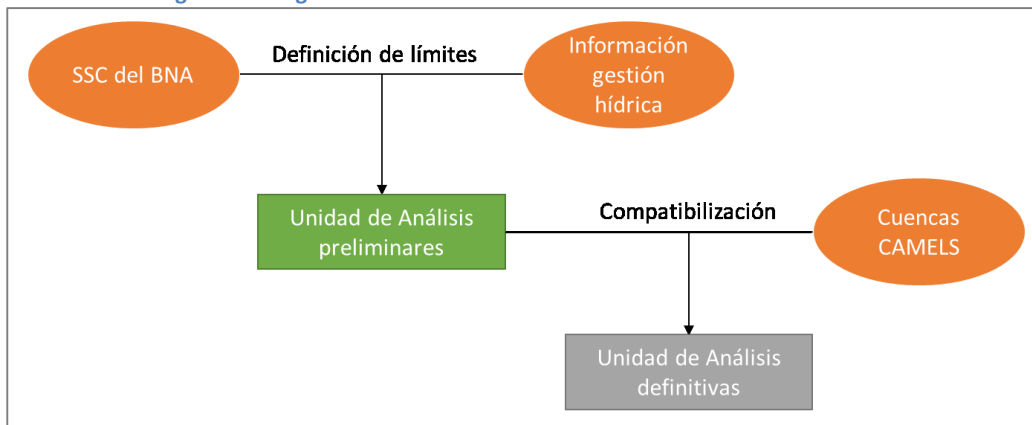 Definición de límites
SSC del BNA
Información
gestión
hídrica
Unidad de Análisis
preliminares
Compatibilización
Cuencas
CAMELS
Unidad de Análisis
definitivas